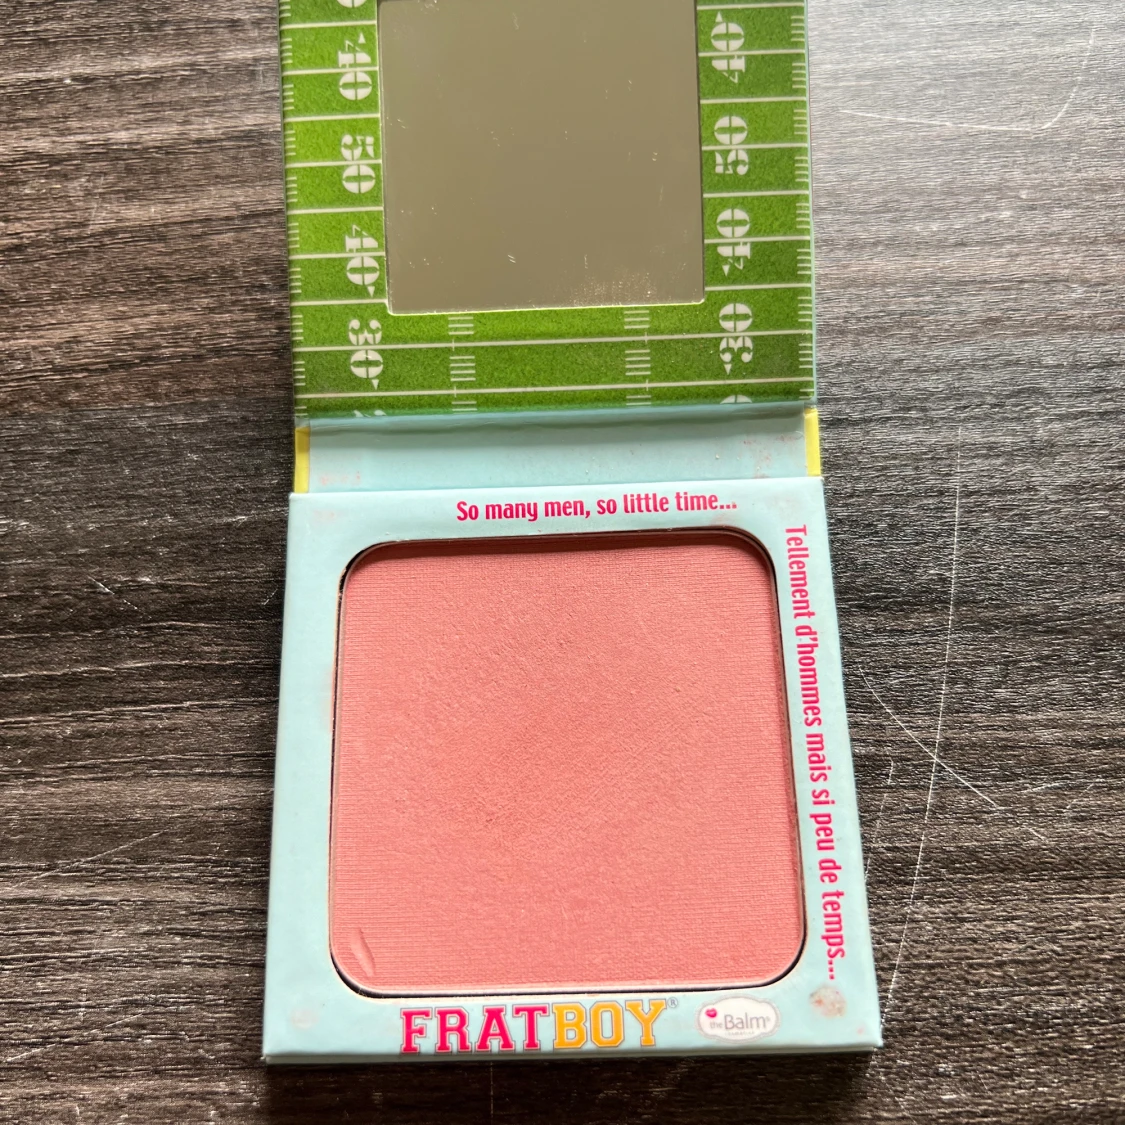 40
50
40
30
40
50
40
30
So many men, so little time...
Tellement d'hommes mais si peu de temps...
FRATBOY®
theBalm®